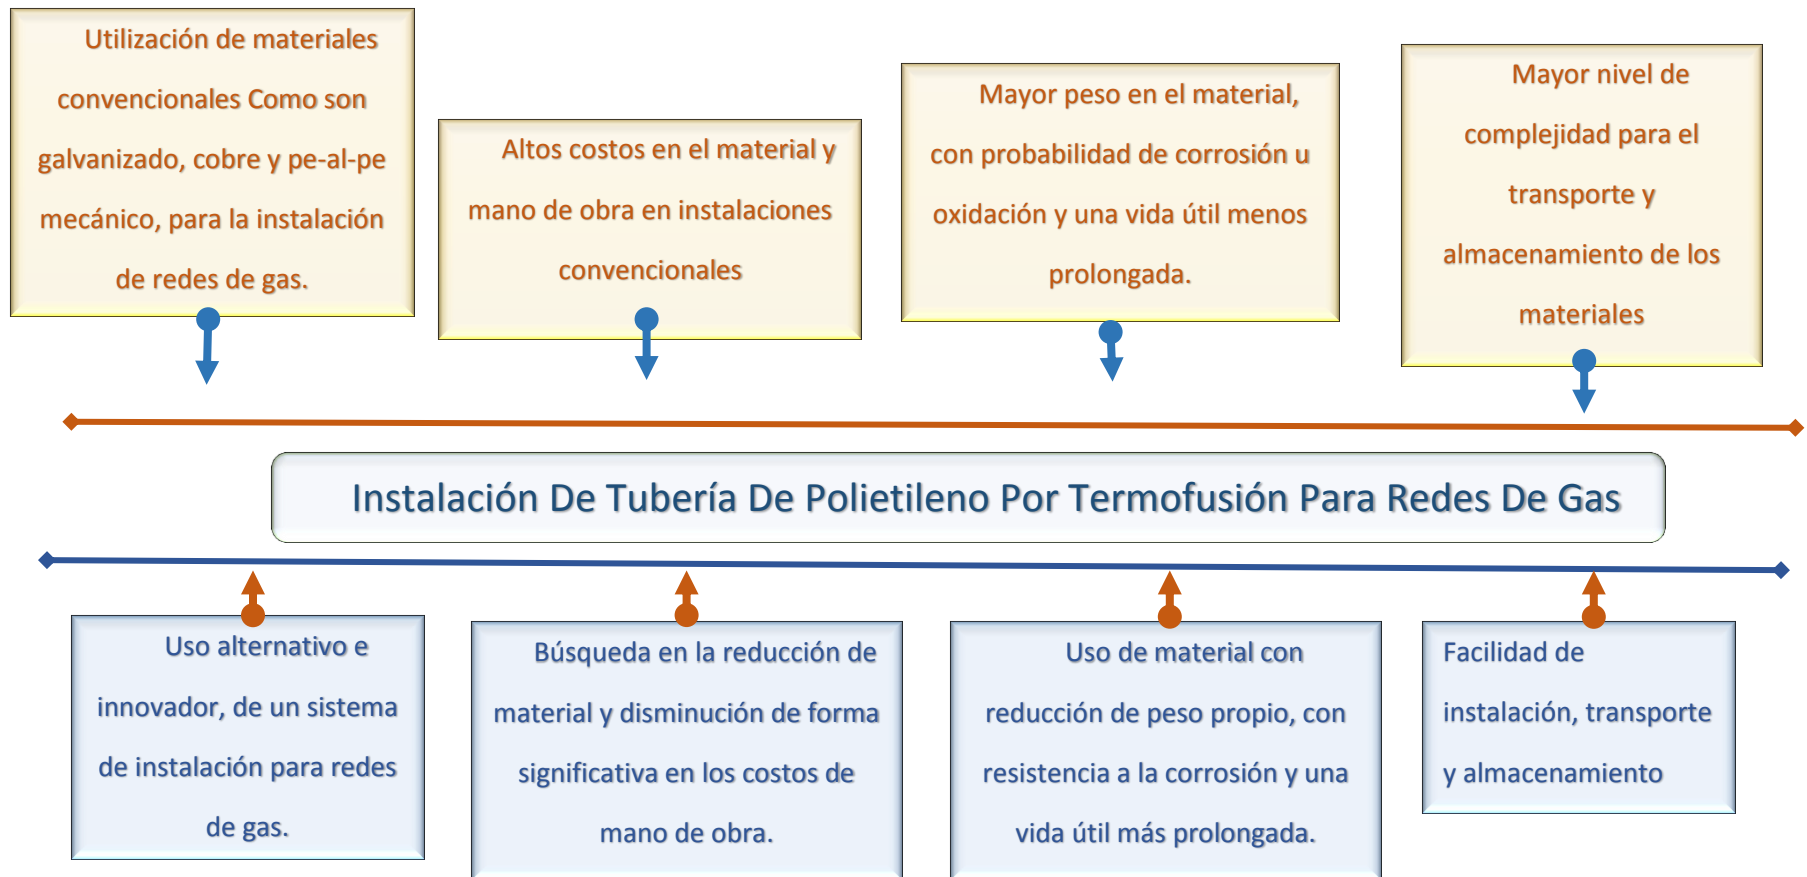 Utilización de materiales
convencionales Como son
galvanizado, cobre y pe-al-pe
mecánico, para la instalación
de redes de gas.
Altos costos en el material y
mano de obra en instalaciones
convencionales
Mayor peso en el material,
con probabilidad de corrosión u
oxidación y una vida útil menos
prolongada.
Mayor nivel de
complejidad para el
transporte y
almacenamiento de los
materiales
Instalación De Tubería De Polietileno Por Termofusión Para Redes De Gas
Uso alternativo e
innovador, de un sistema
de instalación para redes
de gas.
Búsqueda en la reducción de
material y disminución de forma
significativa en los costos de
mano de obra.
Uso de material con
reducción de peso propio, con
resistencia a la corrosión y una
vida útil más prolongada.
Facilidad de
instalación, transporte
y almacenamiento